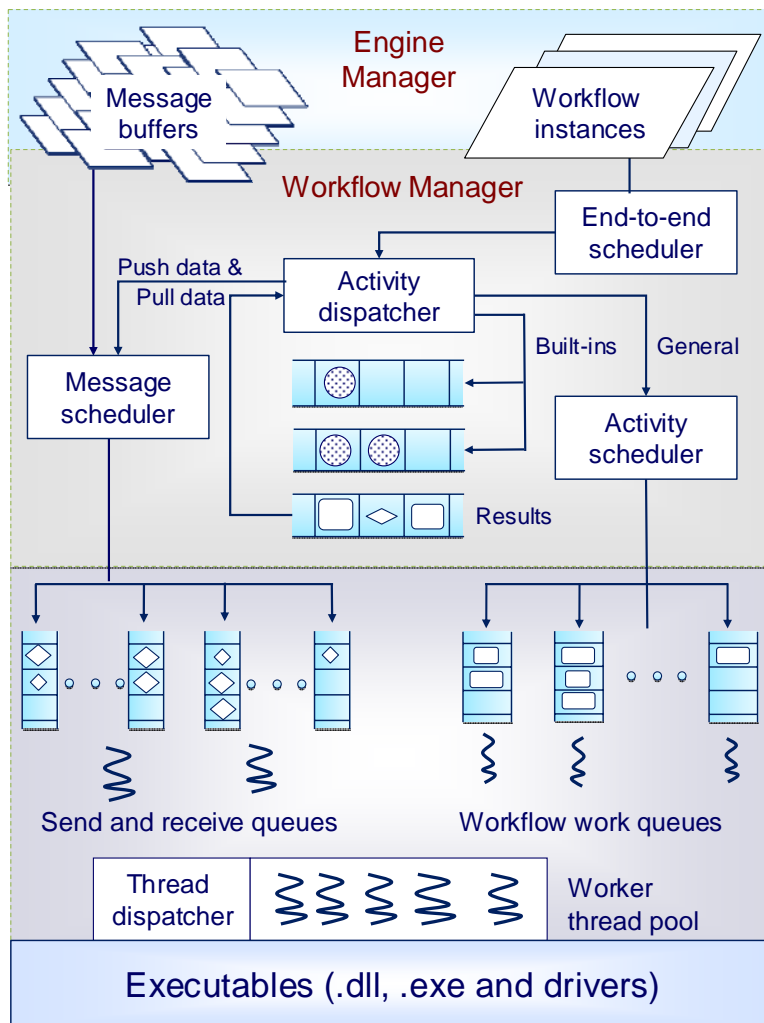 Engine
Manager
Message
buffers
Workflow
instances
Workflow Manager
End-to-end
scheduler
Push data &
Pull data
Activity
dispatcher
Built-ins
General
Message
scheduler
Activity
scheduler
Results
Send and receive queues
Workflow work queues
Thread
dispatcher
Worker
thread pool
Executables (.dll, .exe and drivers)